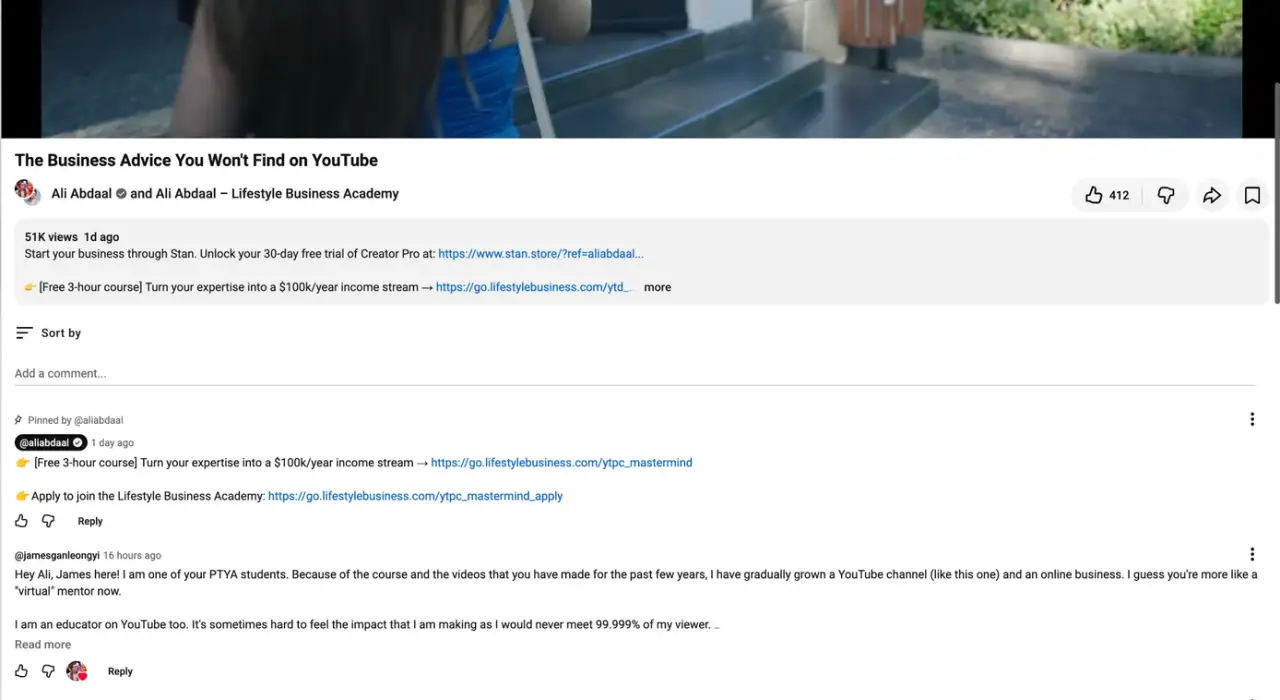 The Business Advice You Won't Find on YouTube
Ali Abdaal and Ali Abdaal – Lifestyle Business Academy
412
51K views 1d ago
Start your business through Stan. Unlock your 30-day free trial of Creator Pro at: https://www.stan.store/?ref=aliabdaal...
👉 [Free 3-hour course] Turn your expertise into a $100k/year income stream → https://go.lifestylebusiness.com/ytd_... more
Sort by
Add a comment...
Pinned by @aliabdaal
@aliabdaal 1 day ago
👉 [Free 3-hour course] Turn your expertise into a $100k/year income stream → https://go.lifestylebusiness.com/ytpc_mastermind
👉Apply to join the Lifestyle Business Academy: https://go.lifestylebusiness.com/ytpc_mastermind_apply
Reply
@jamesganleongyi 16 hours ago
Hey Ali, James here! I am one of your PTYA students. Because of the course and the videos that you have made for the past few years, I have gradually grown a YouTube channel (like this one) and an online business. I guess you're more like a
"virtual" mentor now.
I am an educator on YouTube too. It's sometimes hard to feel the impact that I am making as I would never meet 99.999% of my viewer. ...
Read more
Reply